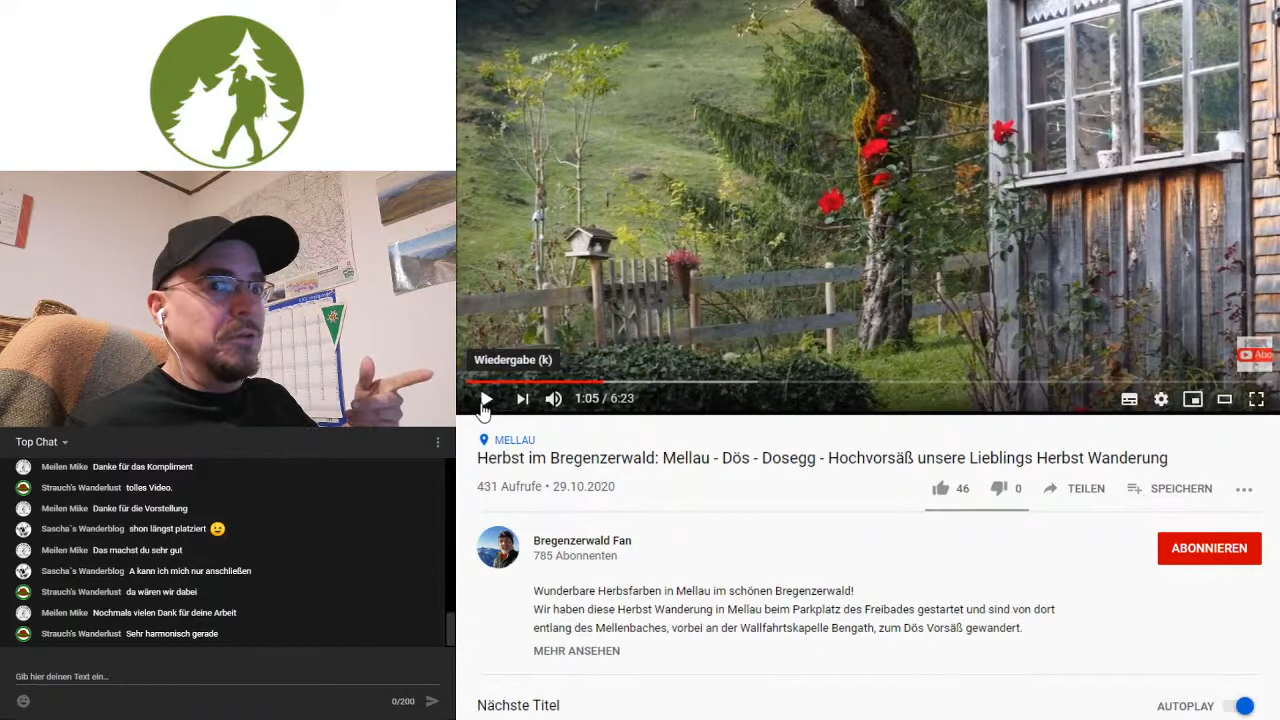 Top Chat
Meilen Mike Danke für das Kompliment
Strauch's Wanderlust tolles Video.
Meilen Mike Danke für die Vorstellung
Sascha`s Wanderblog shon längst platziert
Meilen Mike Das machst du sehr gut
Sascha`s Wanderblog A kann ich mich nur anschließen
Strauch's Wanderlust da wären wir dabei
Meilen Mike Nochmals vielen Dank für deine Arbeit
Strauch's Wanderlust Sehr harmonisch gerade
Gib hier deinen Text ein...
0/200
Wiedergabe (k)
1:05 / 6:23
Abo
MELLAU
Herbst im Bregenzerwald: Mellau - Dös - Dosegg - Hochvorsäß unsere Lieblings Herbst Wanderung
431 Aufrufe • 29.10.2020
46
0
TEILEN
SPEICHERN
Bregenzerwald Fan
785 Abonnenten
ABONNIEREN
Wunderbare Herbsfarben in Mellau im schönen Bregenzerwald!
Wir haben diese Herbst Wanderung in Mellau beim Parkplatz des Freibades gestartet und sind von dort
entlang des Mellenbaches, vorbei an der Wallfahrtskapelle Bengath, zum Dös Vorsäß gewandert.
MEHR ANSEHEN
Nächste Titel
AUTOPLAY